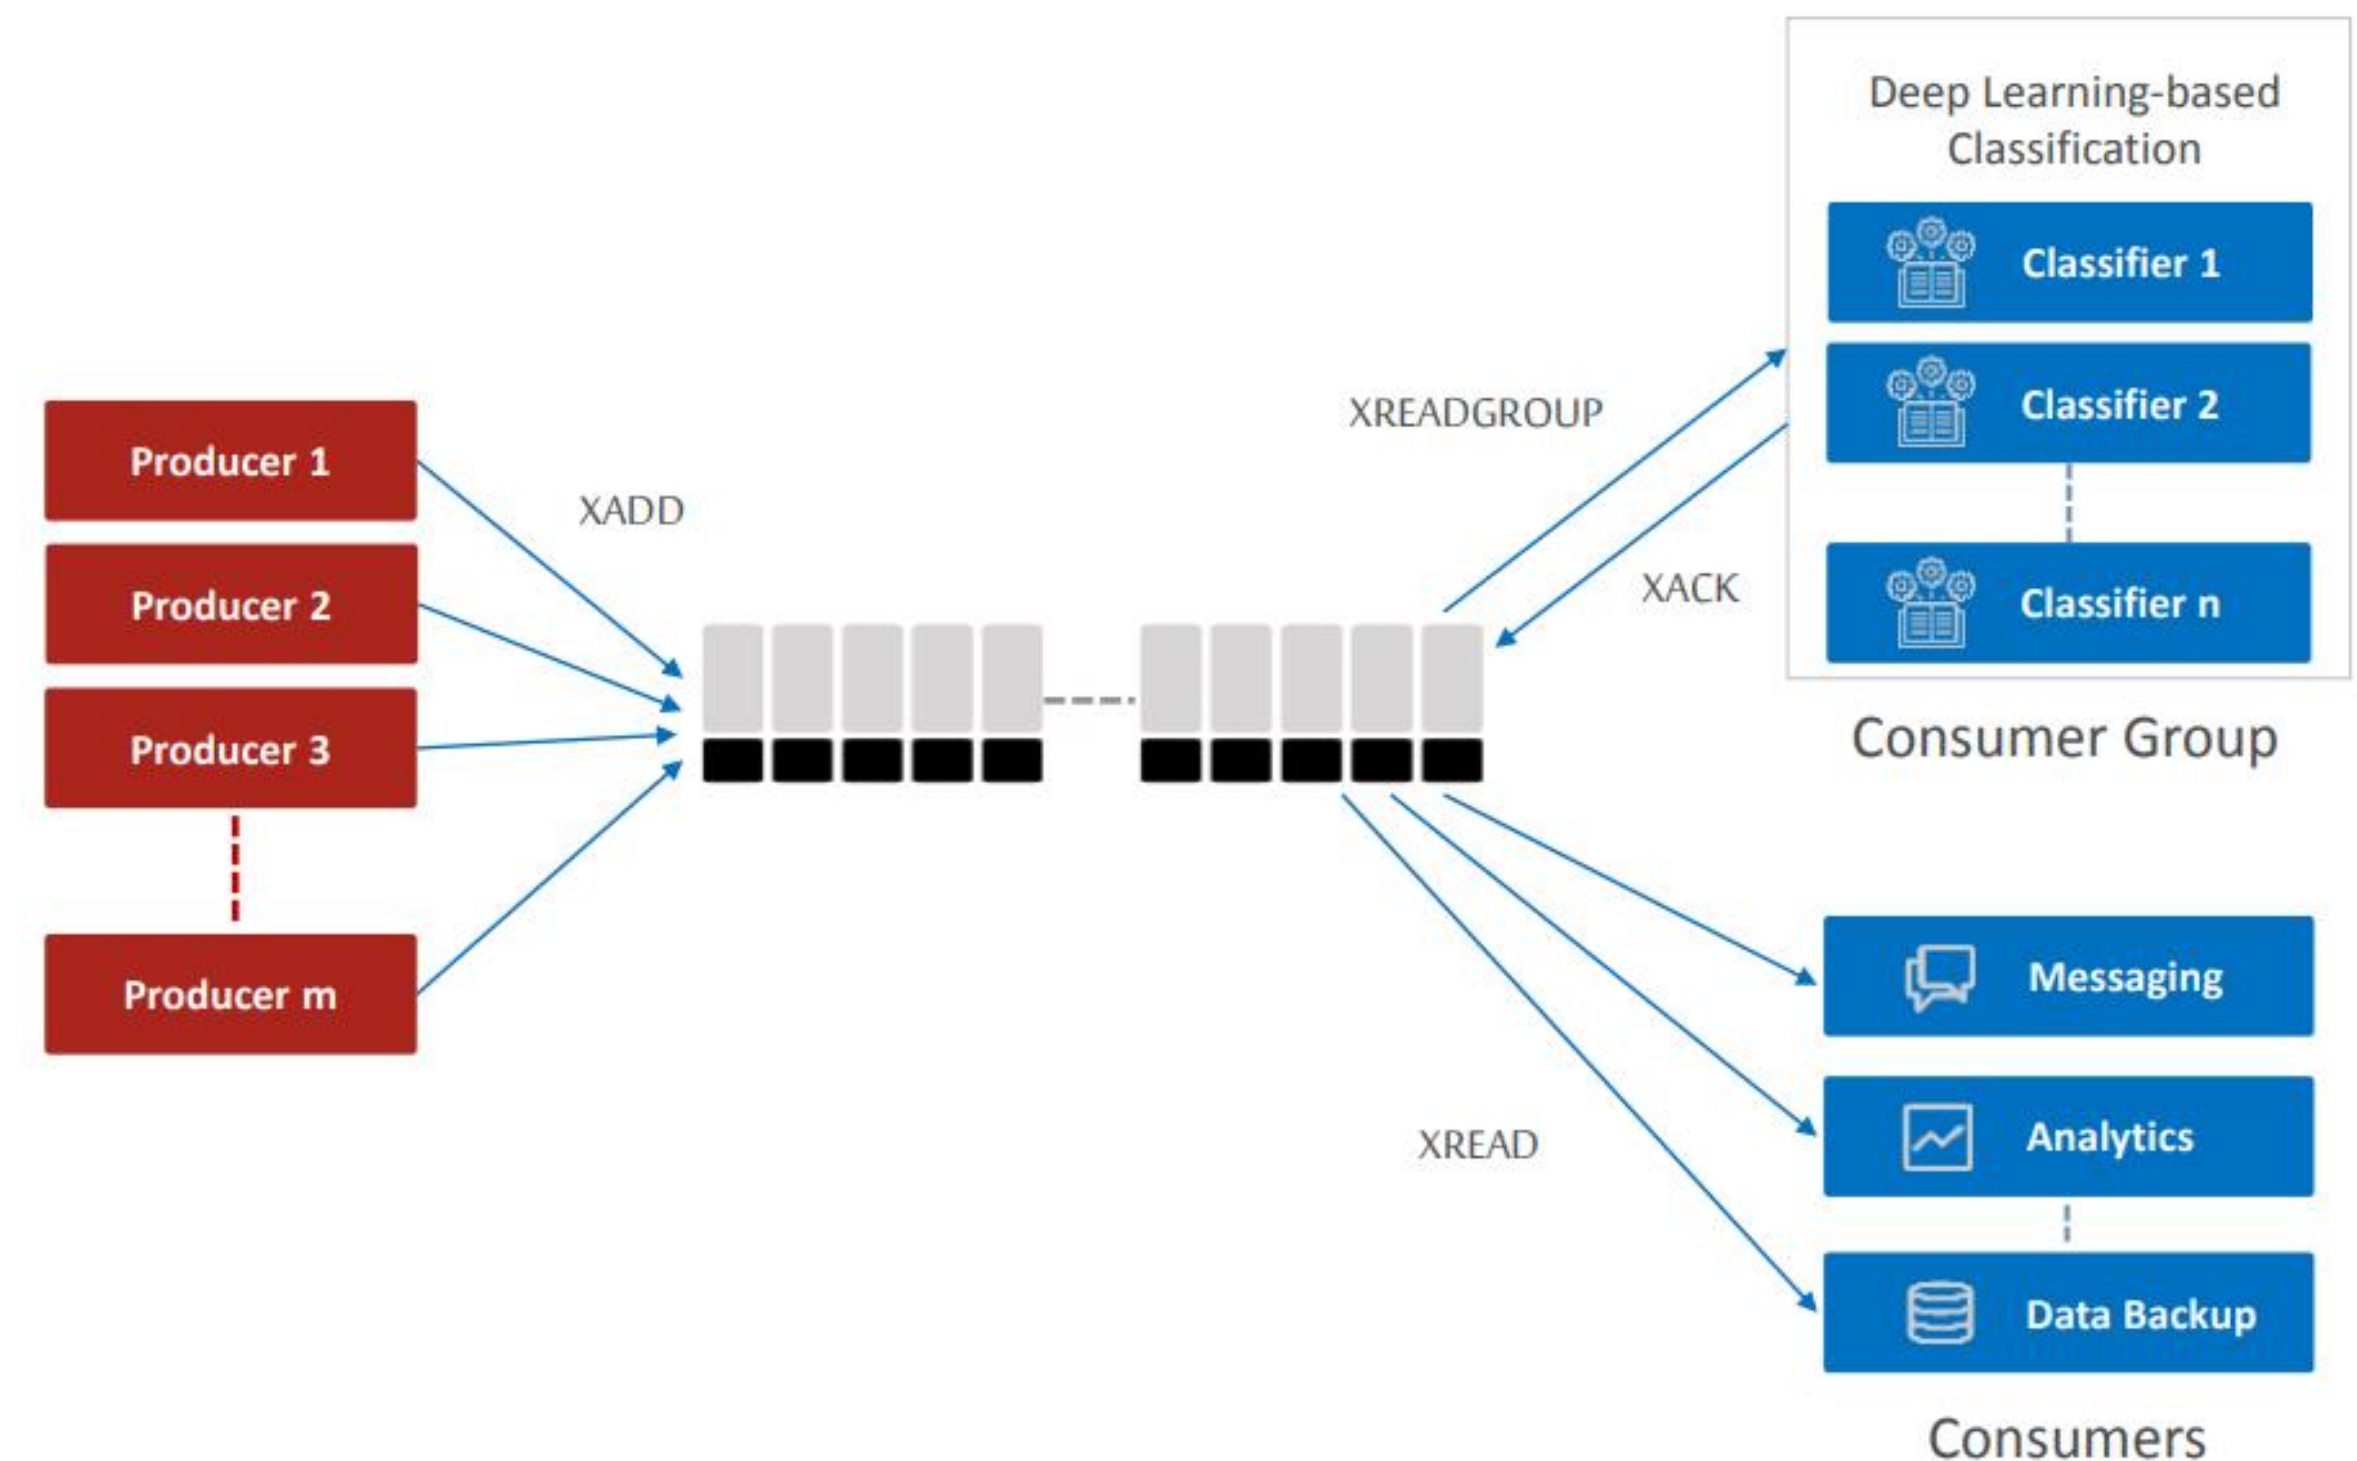 Deep Learning-based
Classification
Classifier 1
Classifier 2
Classifier n
Consumer Group
XREADGROUP
XACK
Producer 1
Producer 2
Producer 3
Producer m
XADD
XREAD
Messaging
Analytics
Data Backup
Consumers